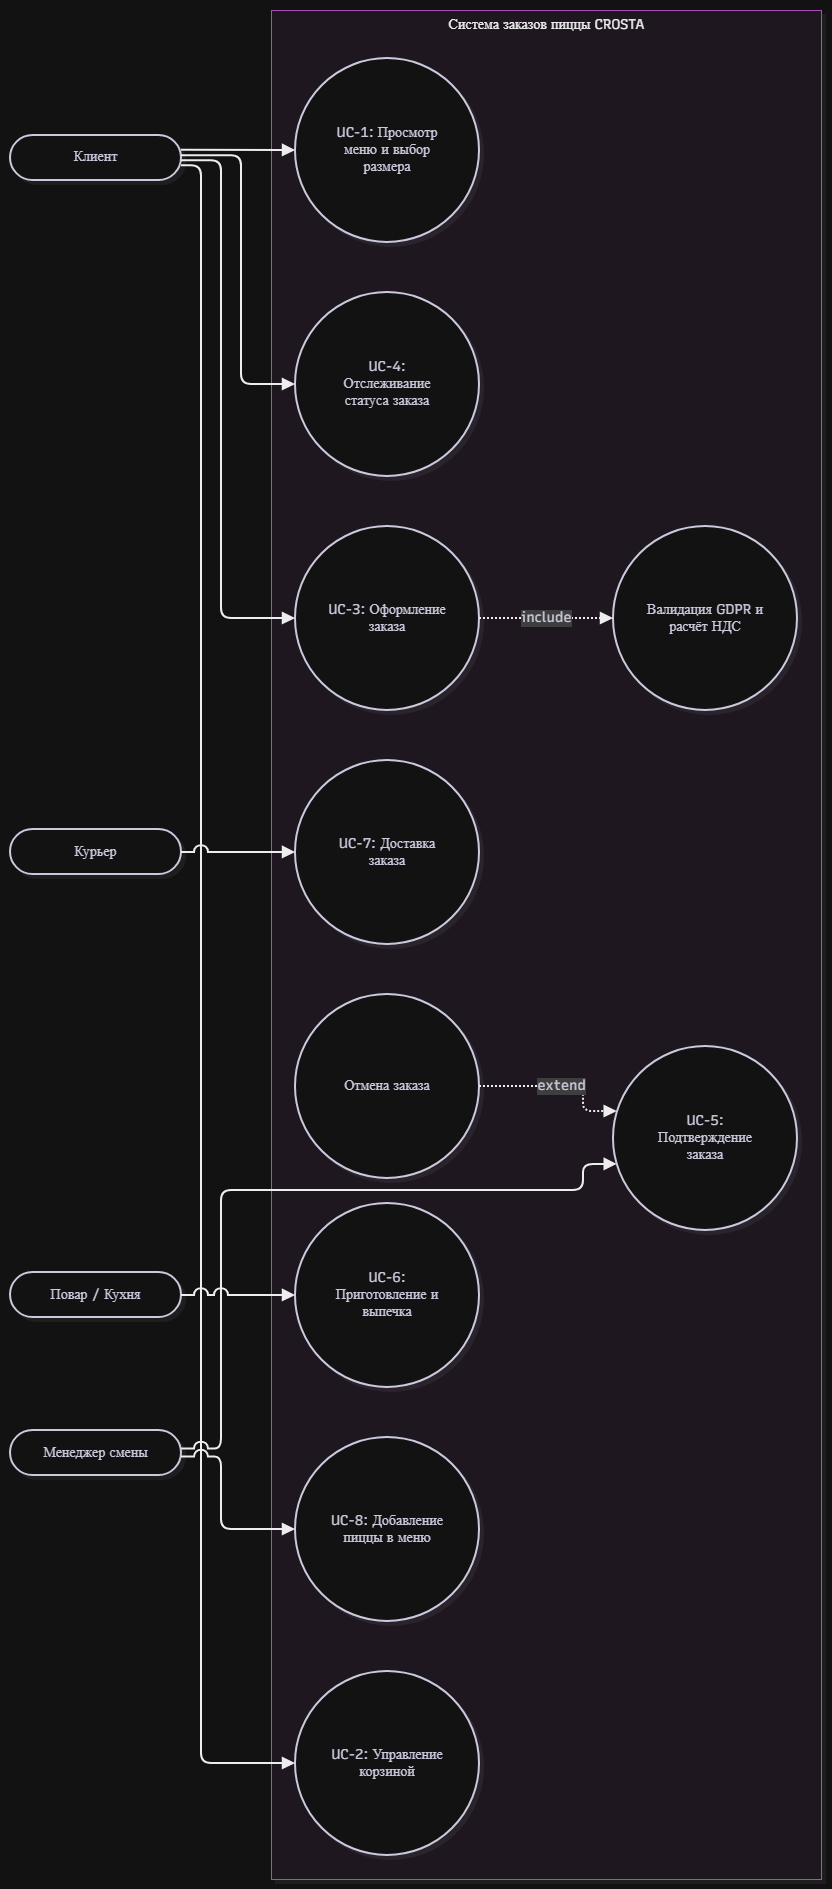 Система заказов пиццы CROSTA
UC-1: Просмотр
меню и выбор
размера
Клиент
UC-4:
Отслеживание
статуса заказа
UC-3: Оформление
заказа
include
Валидация GDPR и
расчёт НДС
Курьер
UC-7: Доставка
заказа
Отмена заказа
extend
UC-5:
Подтверждение
заказа
Повар / Кухня
UC-6:
Приготовление и
выпечка
Менеджер смены
UC-8: Добавление
пиццы в меню
UC-2: Управление
корзиной